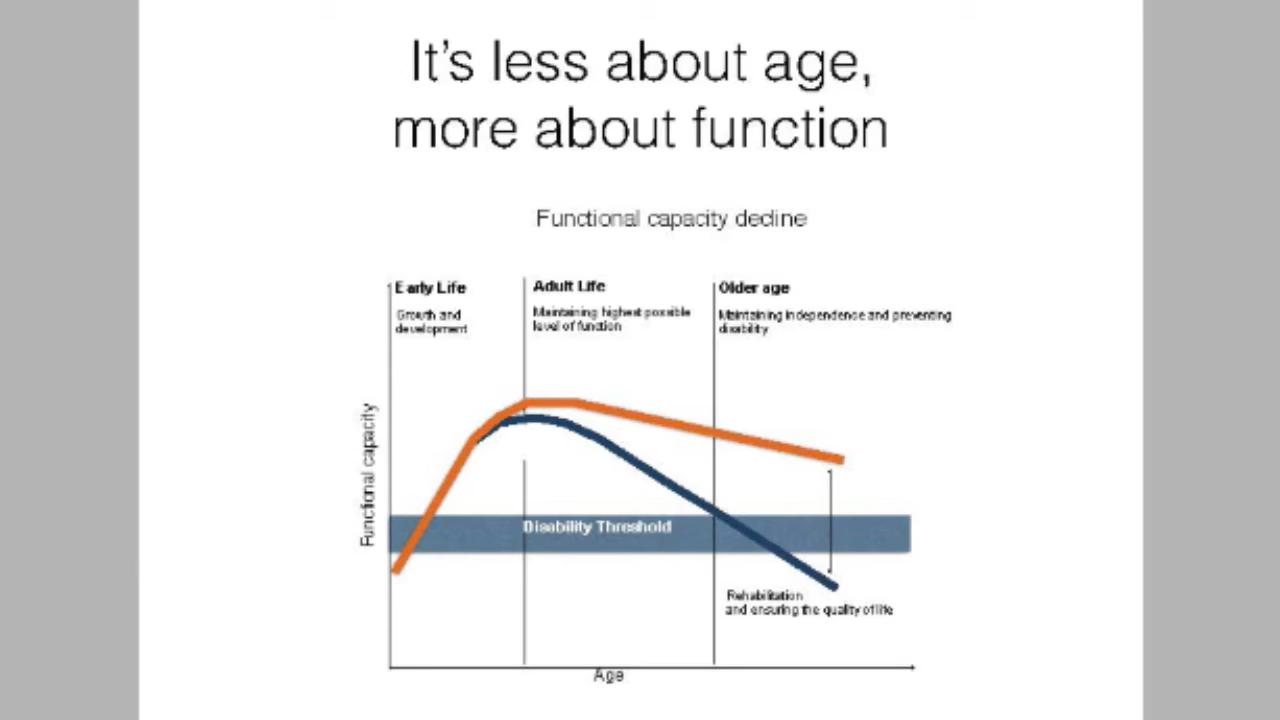 It's less about age,
more about function
Functional capacity decline
Early Life
Growth and
development
Adult Life
Maintaining highest possible
level of function
Older age
Maintaining independence and preventing
disability
Functional capacity
Disability Threshold
Rehabilitation
and ensuring the quality of life
Age